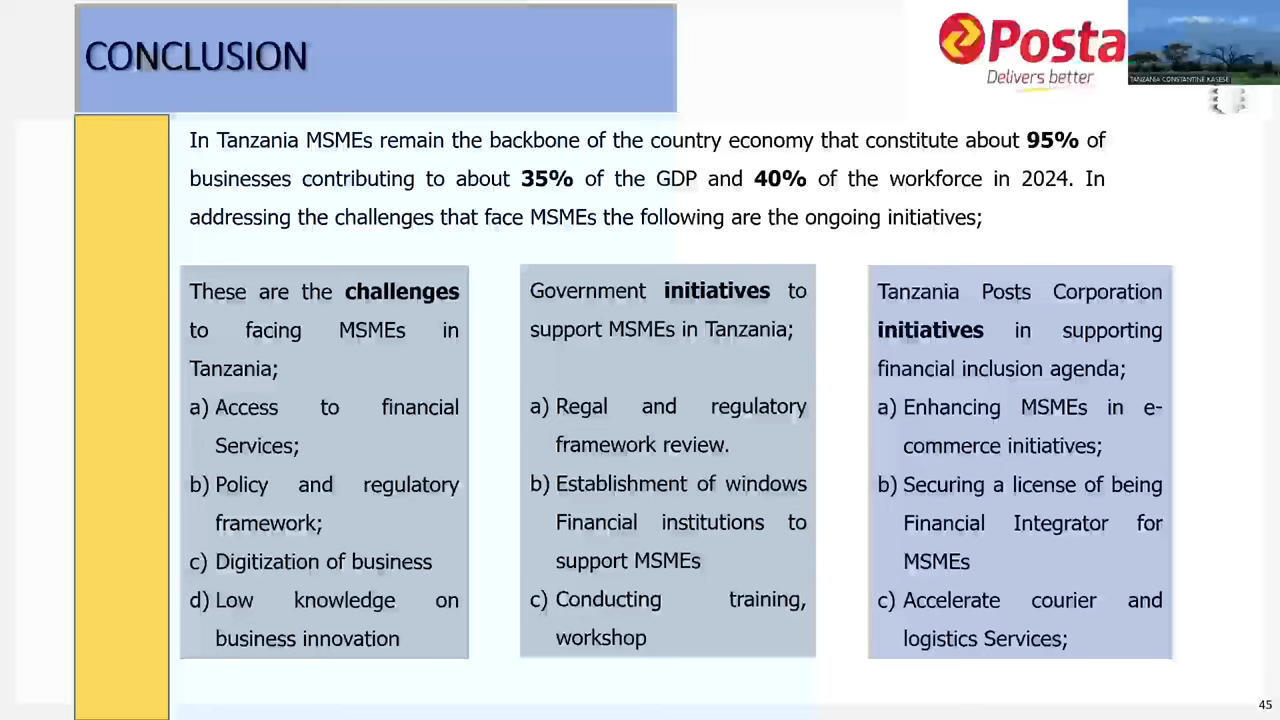 CONCLUSION
Posta
Delivers better
TANZANIA CONSTANTINE KASESE
In Tanzania MSMEs remain the backbone of the country economy that constitute about 95% of
businesses contributing to about 35% of the GDP and 40% of the workforce in 2024. In
addressing the challenges that face MSMEs the following are the ongoing initiatives;
These are the challenges
to facing MSMEs in
Tanzania;
a) Access to financial
Services;
b) Policy and regulatory
framework;
c) Digitization of business
d) Low knowledge on
business innovation
Government initiatives to
support MSMEs in Tanzania;
a) Regal and regulatory
framework review.
b) Establishment of windows
Financial institutions to
support MSMEs
c) Conducting training,
workshop
Tanzania Posts Corporation
initiatives in supporting
financial inclusion agenda;
a) Enhancing MSMEs in e-
commerce initiatives;
b) Securing a license of being
Financial Integrator for
MSMEs
c) Accelerate courier and
logistics Services;
45